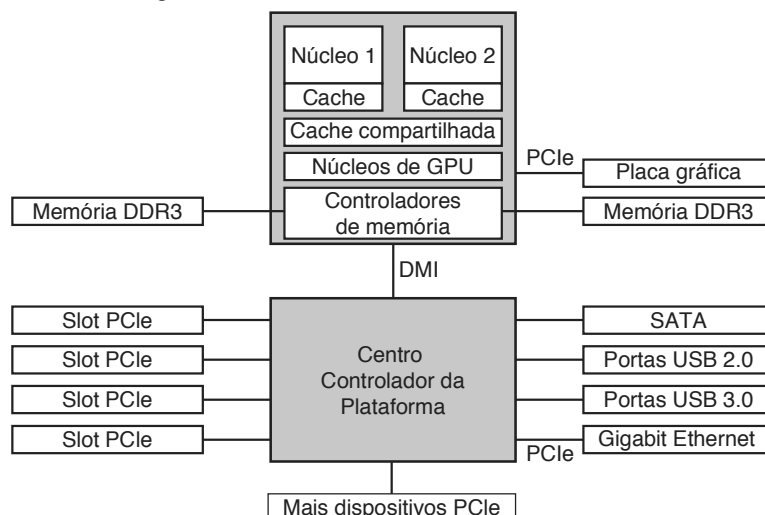 Núcleo 1
Núcleo 2
Cache
Cache
Cache compartilhada
Núcleos de GPU
PCIe
Placa gráfica
Memória DDR3
Controladores
de memória
Memória DDR3
DMI
Slot PCIe
Slot PCIe
Slot PCIe
Slot PCIe
Centro
Controlador da
Plataforma
SATA
Portas USB 2.0
Portas USB 3.0
Gigabit Ethernet
PCIe
Mais dispositivos PCIe